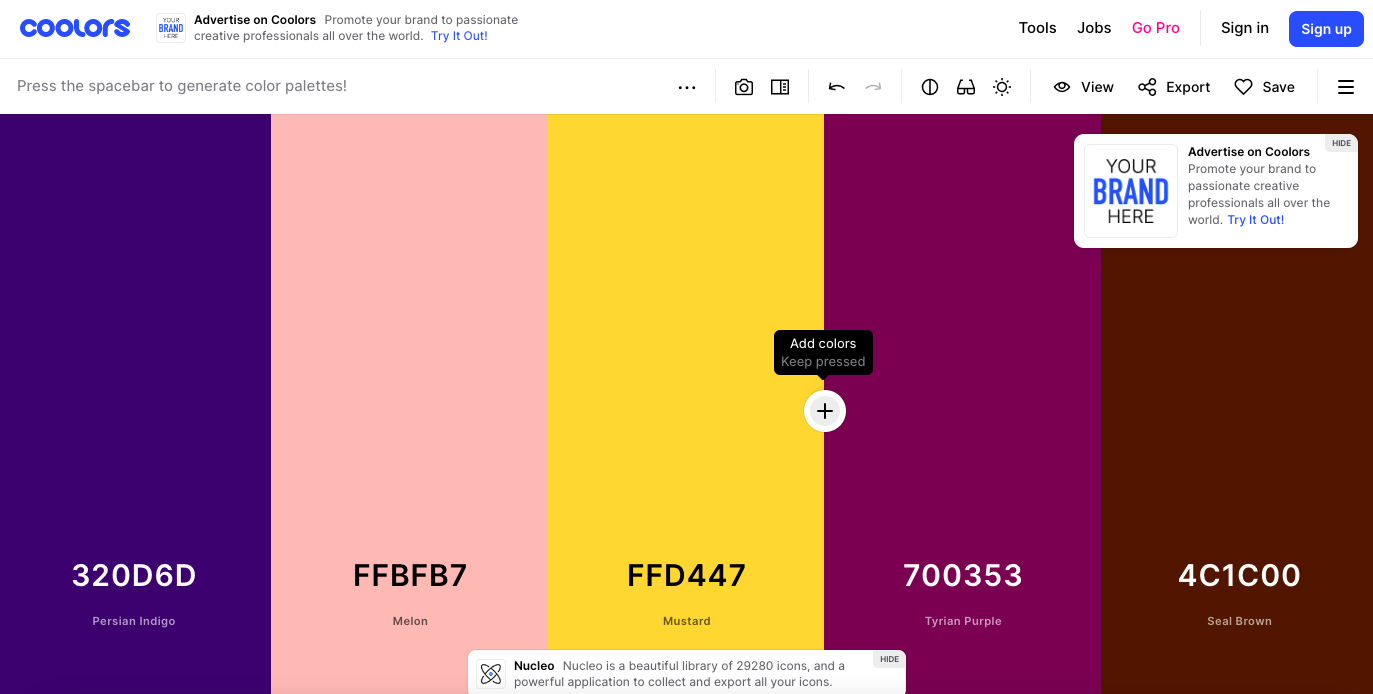 coolors
YOUR
BRAND
HERE
Advertise on Coolors Promote your brand to passionate
creative professionals all over the world. Try It Out!
Tools Jobs Go Pro Sign in Sign up
Press the spacebar to generate color palettes!
View Export Save
HIDE
YOUR
BRAND
HERE
Advertise on Coolors
Promote your brand to
passionate creative
professionals all over the
world. Try It Out!
Add colors
Keep pressed
320D6D FFBFB7 FFD447 700353 4C1C00
Persian Indigo Melon Mustard Tyrian Purple Seal Brown
Nucleo Nucleo is a beautiful library of 29280 icons, and a
powerful application to collect and export all your icons.
HIDE